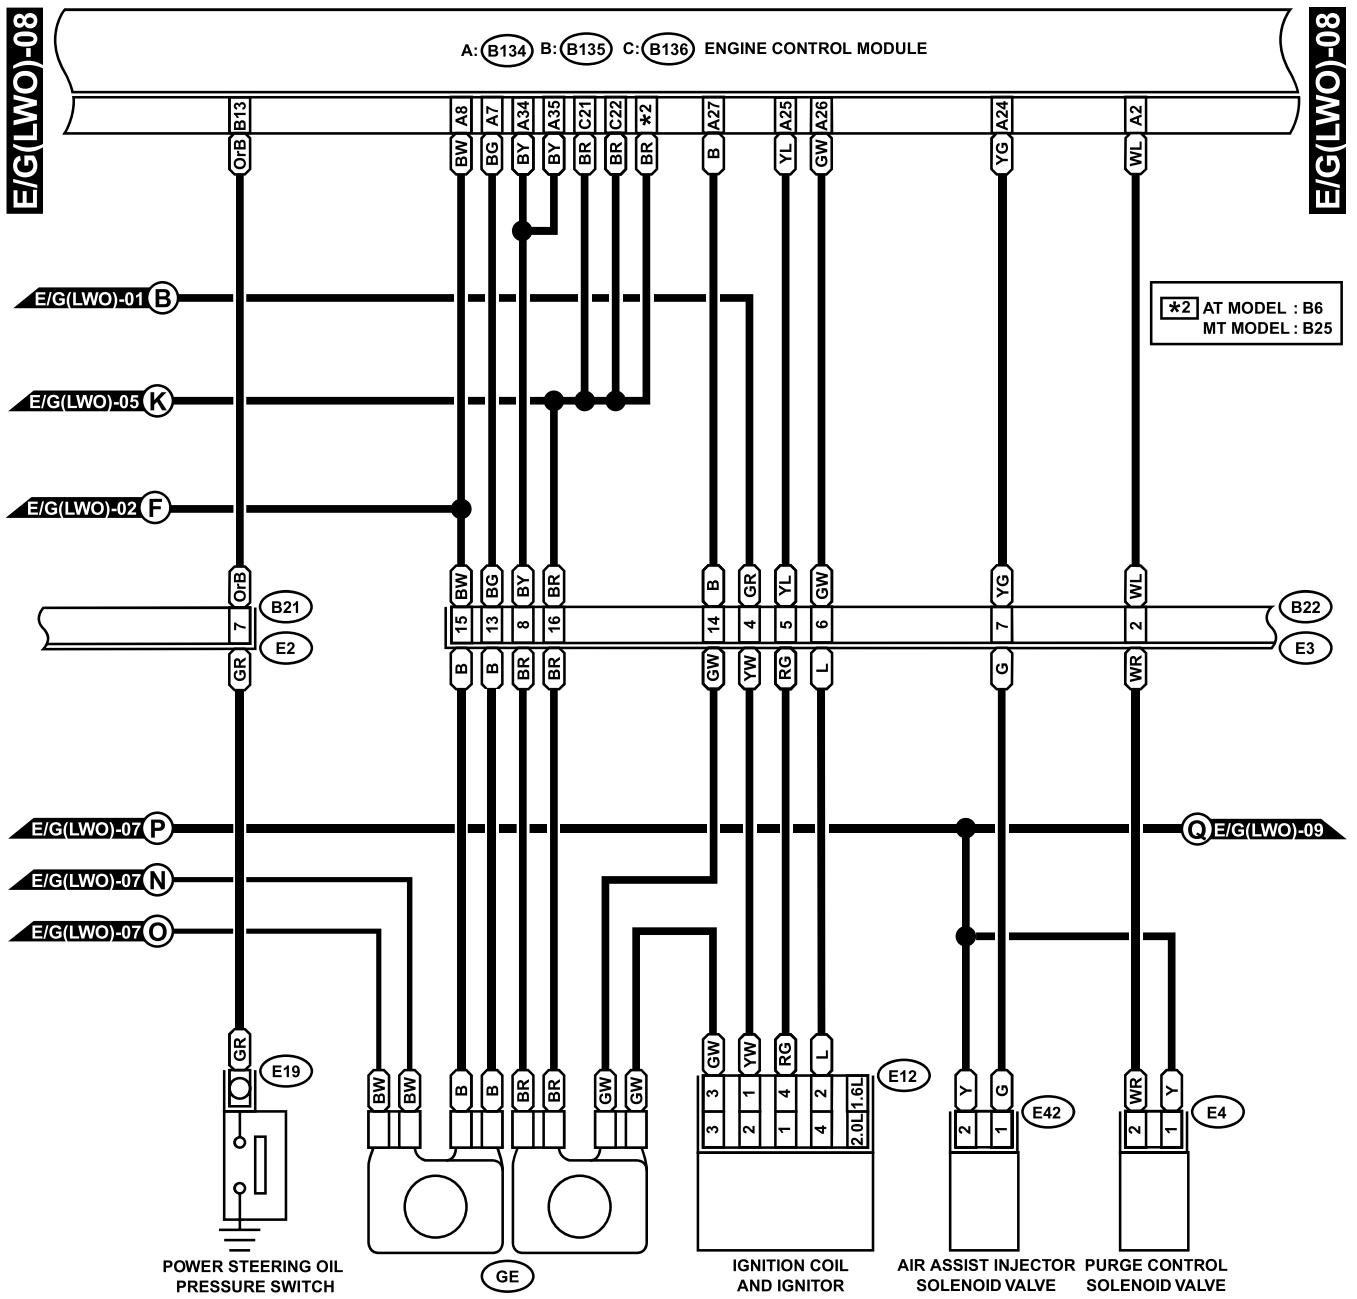 E/G(LWO)-08
A: B134 B: B135 C: B136 ENGINE CONTROL MODULE
E/G(LWO)-08
B13 A8 A7 A34 A35 C21 C22 *2 A27 A25 A26 A24 A2
OrB BW BG BY BY BR BR BR B YL GW YG WL
E/G(LWO)-01 B
*2 AT MODEL : B6
MT MODEL : B25
E/G(LWO)-05 K
E/G(LWO)-02 F
OrB BW BG BY BR B GR YL GW YG WL
B21 B22
7 15 13 8 16 14 4 5 6 7 2
E2 E3
GR B B BR BR GW YW RG L G WR
E/G(LWO)-07 P Q E/G(LWO)-09
E/G(LWO)-07 N
E/G(LWO)-07 O
GR GW YW RG L
E19 E12
BW BW B B BR BR GW GW Y G WR Y
3 1 4 2 1.6L
3 2 1 4 2.0L
2 1 E42 2 1 E4
POWER STEERING OIL
PRESSURE SWITCH
GE
IGNITION COIL
AND IGNITOR
AIR ASSIST INJECTOR
SOLENOID VALVE
PURGE CONTROL
SOLENOID VALVE